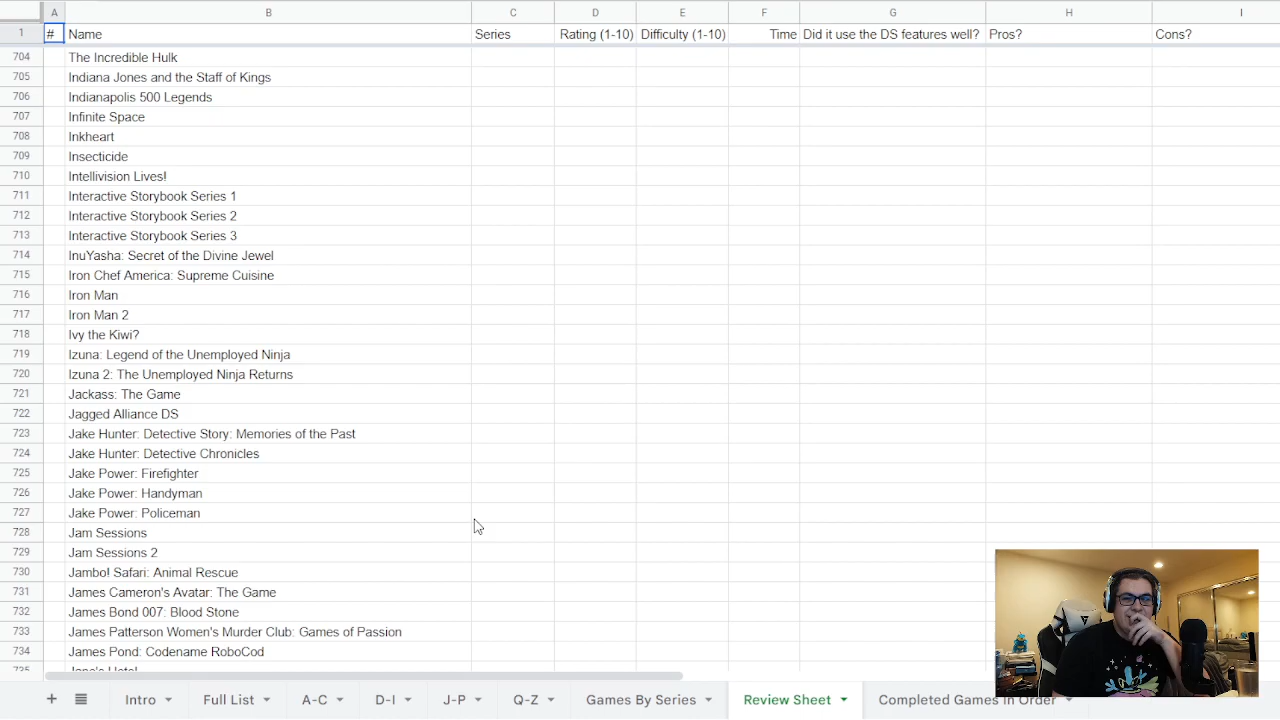 A B C D E F G H I
1 # Name Series Rating (1-10) Difficulty (1-10) Time Did it use the DS features well? Pros? Cons?
704 The Incredible Hulk
705 Indiana Jones and the Staff of Kings
706 Indianapolis 500 Legends
707 Infinite Space
708 Inkheart
709 Insecticide
710 Intellivision Lives!
711 Interactive Storybook Series 1
712 Interactive Storybook Series 2
713 Interactive Storybook Series 3
714 InuYasha: Secret of the Divine Jewel
715 Iron Chef America: Supreme Cuisine
716 Iron Man
717 Iron Man 2
718 Ivy the Kiwi?
719 Izuna: Legend of the Unemployed Ninja
720 Izuna 2: The Unemployed Ninja Returns
721 Jackass: The Game
722 Jagged Alliance DS
723 Jake Hunter: Detective Story: Memories of the Past
724 Jake Hunter: Detective Chronicles
725 Jake Power: Firefighter
726 Jake Power: Handyman
727 Jake Power: Policeman
728 Jam Sessions
729 Jam Sessions 2
730 Jambo! Safari: Animal Rescue
731 James Cameron's Avatar: The Game
732 James Bond 007: Blood Stone
733 James Patterson Women's Murder Club: Games of Passion
734 James Pond: Codename RoboCod
Intro Full List A-C D-I J-P Q-Z Games By Series Review Sheet Completed Games In Order